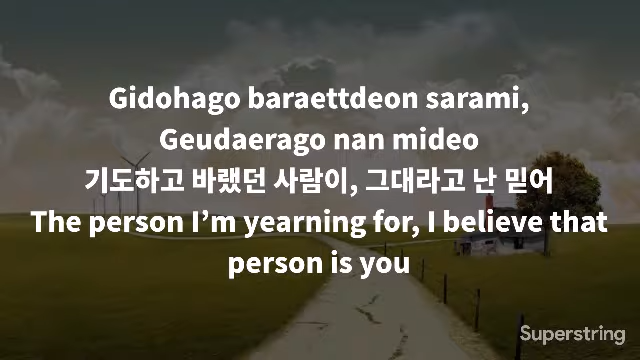 Gidohago baraettdeon sarami,
Geudaerago nan mideo
기도하고 바랬던 사람이, 그대라고 난 믿어
The person I’m yearning for, I believe that
person is you
Superstring